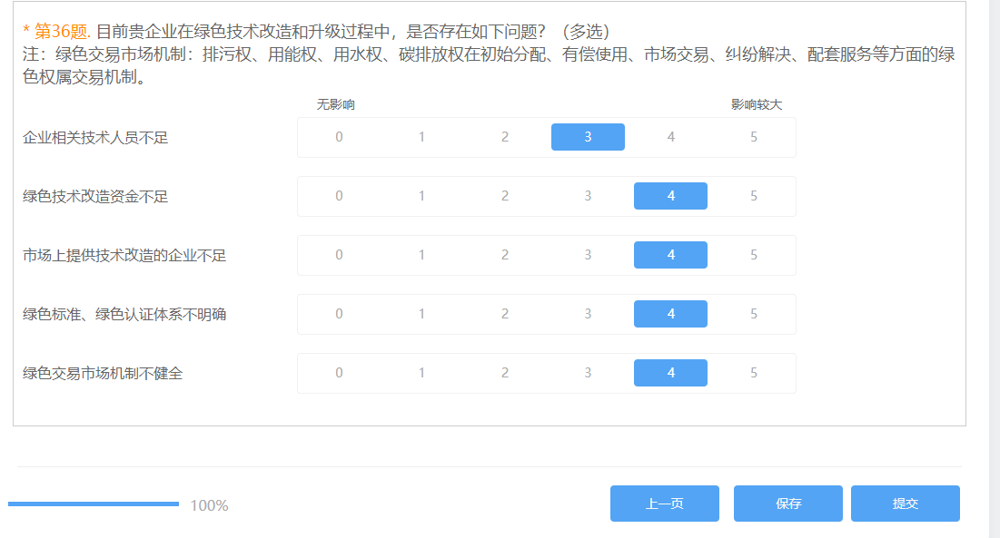 * 第36题. 目前贵企业在绿色技术改造和升级过程中，是否存在如下问题？（多选）
注：绿色交易市场机制：排污权、用能权、用水权、碳排放权在初始分配、有偿使用、市场交易、纠纷解决、配套服务等方面的绿
色权属交易机制。
无影响 影响较大
企业相关技术人员不足 0 1 2 3 4 5
绿色技术改造资金不足 0 1 2 3 4 5
市场上提供技术改造的企业不足 0 1 2 3 4 5
绿色标准、绿色认证体系不明确 0 1 2 3 4 5
绿色交易市场机制不健全 0 1 2 3 4 5
100% 上一页 保存 提交